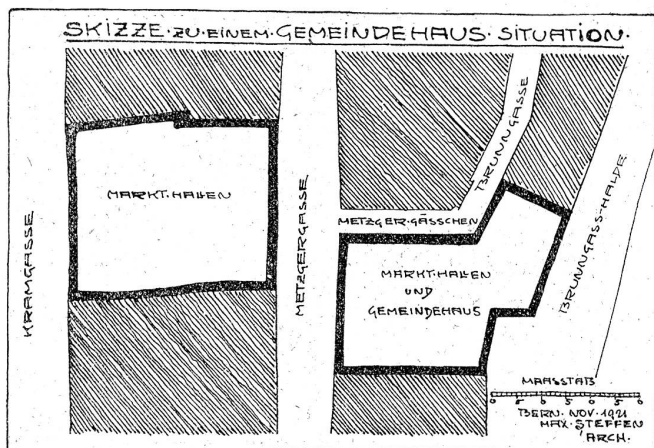 SKIZZE·ZU·EINEM·GEMEINDEHAUS·SITUATION·
KRAMGASSE
MARKT·HALLEN
METZGERGASSE
METZGER·GÄSSCHEN
BRUNNGASSE
BRUNNGASS·HALDE
MARKT·HALLEN
UND
GEMEINDEHAUS
MAASSTAB
BERN·NOV·1921
MAX·STEFFEN
ARCH·